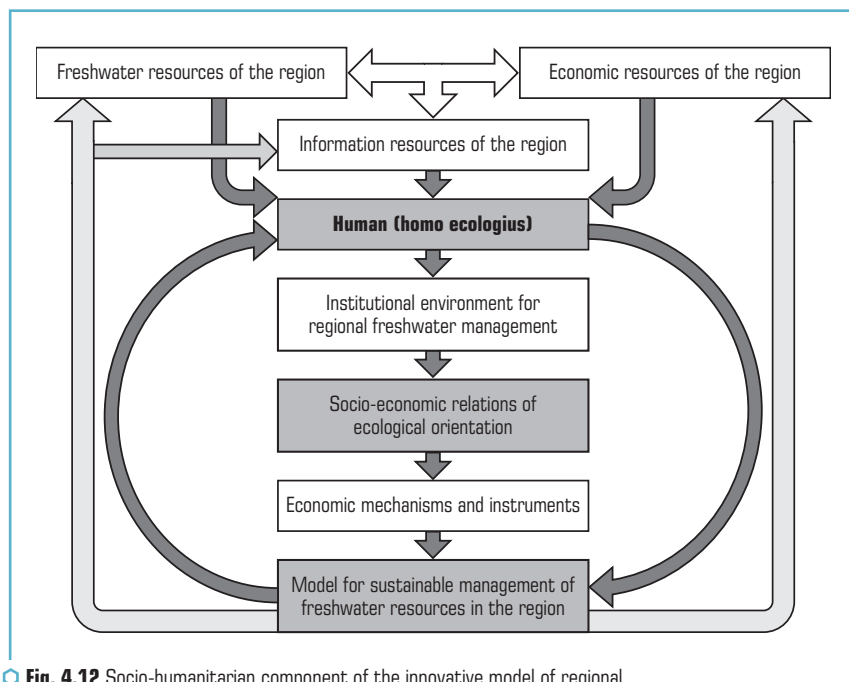 Freshwater resources of the region
Economic resources of the region
Information resources of the region
Human (homo ecologius)
Institutional environment for
regional freshwater management
Socio-economic relations of
ecological orientation
Economic mechanisms and instruments
Model for sustainable management of
freshwater resources in the region
Fig. 4.12 Socio-humanitarian component of the innovative model of regional